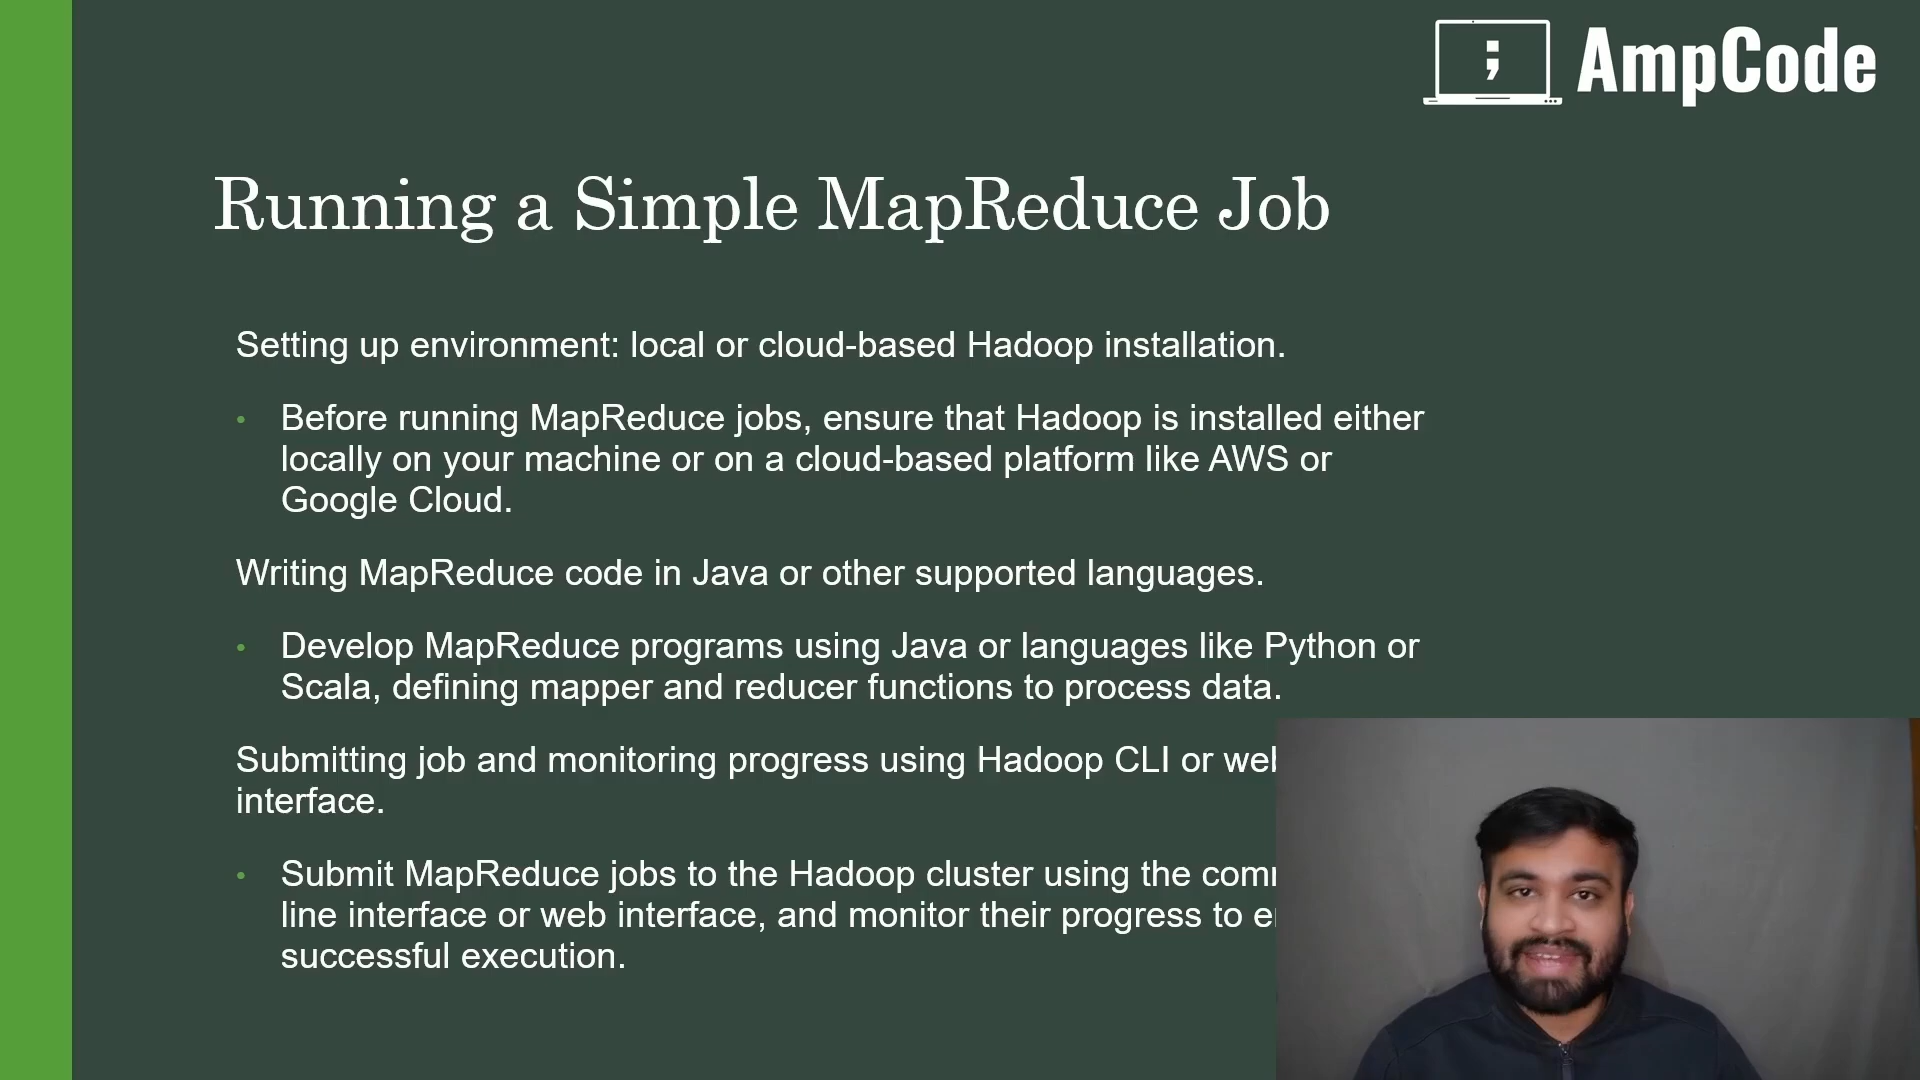 ; AmpCode
Running a Simple MapReduce Job
Setting up environment: local or cloud-based Hadoop installation.
• Before running MapReduce jobs, ensure that Hadoop is installed either
locally on your machine or on a cloud-based platform like AWS or
Google Cloud.
Writing MapReduce code in Java or other supported languages.
• Develop MapReduce programs using Java or languages like Python or
Scala, defining mapper and reducer functions to process data.
Submitting job and monitoring progress using Hadoop CLI or
interface.
• Submit MapReduce jobs to the Hadoop cluster using the
line interface or web interface, and monitor their progress to
successful execution.